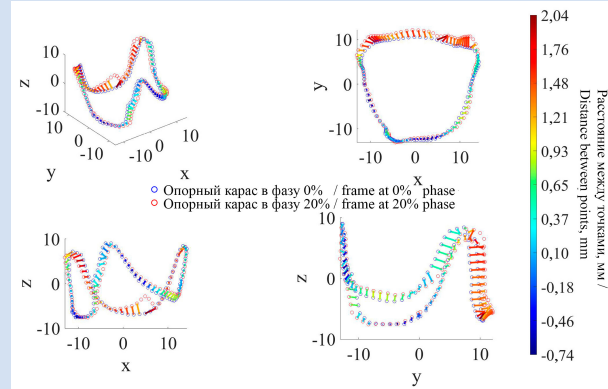 z
10
0
-10
10
0
-10
-10
0
10
y
x
y
10
0
-10
-10
0
10
x
Опорный карас в фазу 0% / frame at 0% phase
Опорный карас в фазу 20% / frame at 20% phase
z
10
0
-10
-10
0
10
x
z
10
0
-10
-10
0
10
y
2,04
1,76
1,48
1,21
0,93
0,65
0,37
0,10
-0,18
-0,46
-0,74
Расстояние между точками, мм /
Distance between points, mm